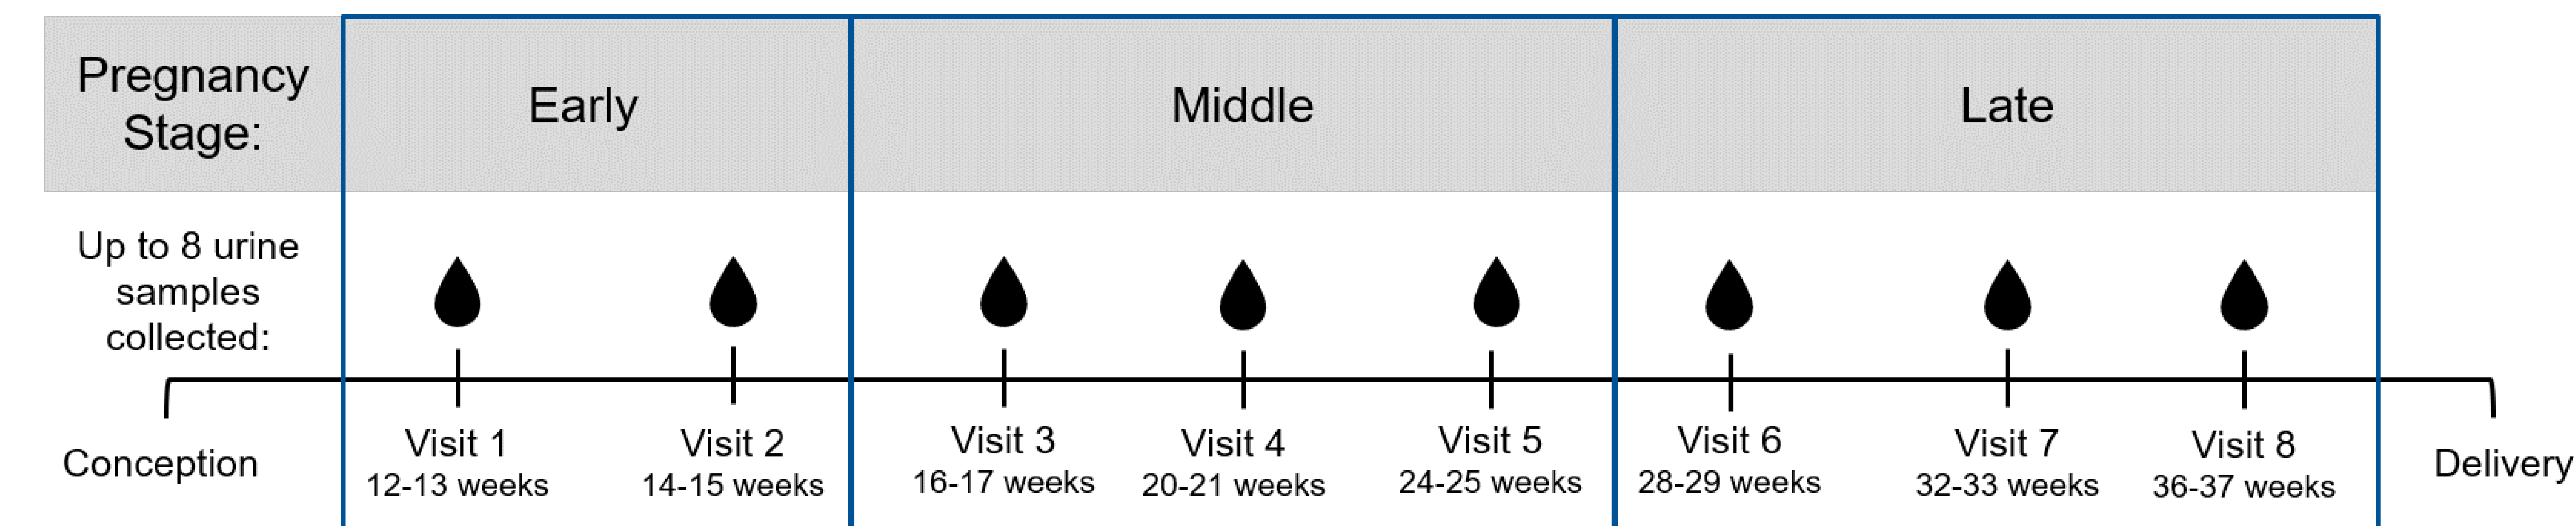 Pregnancy
Stage:
Early
Middle
Late
Up to 8 urine
samples
collected:
Conception
Visit 1
12-13 weeks
Visit 2
14-15 weeks
Visit 3
16-17 weeks
Visit 4
20-21 weeks
Visit 5
24-25 weeks
Visit 6
28-29 weeks
Visit 7
32-33 weeks
Visit 8
36-37 weeks
Delivery